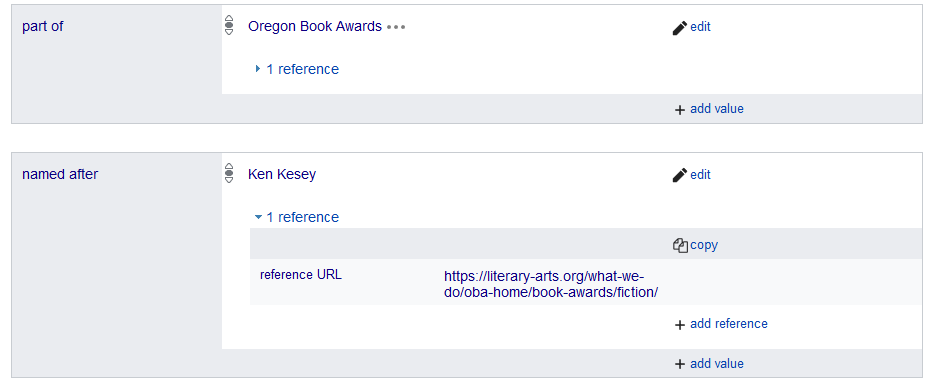 part of
Oregon Book Awards •••
edit
1 reference
+ add value
named after
Ken Kesey
edit
1 reference
copy
reference URL
https://literary-arts.org/what-we-
do/oba-home/book-awards/fiction/
+ add reference
+ add value